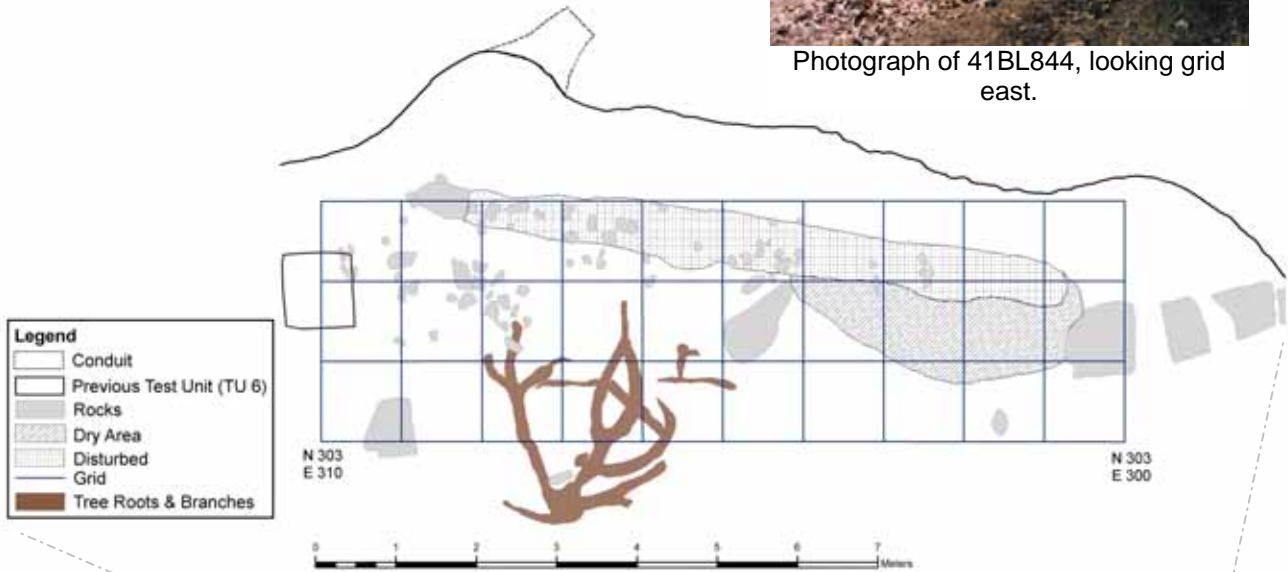 Photograph of 41BL844, looking grid
east.
Legend
Conduit
Previous Test Unit (TU 6)
Rocks
Dry Area
Disturbed
Grid
Tree Roots & Branches
N 303
E 310
N 303
E 300
0 1 2 3 4 5 6 7
Meters